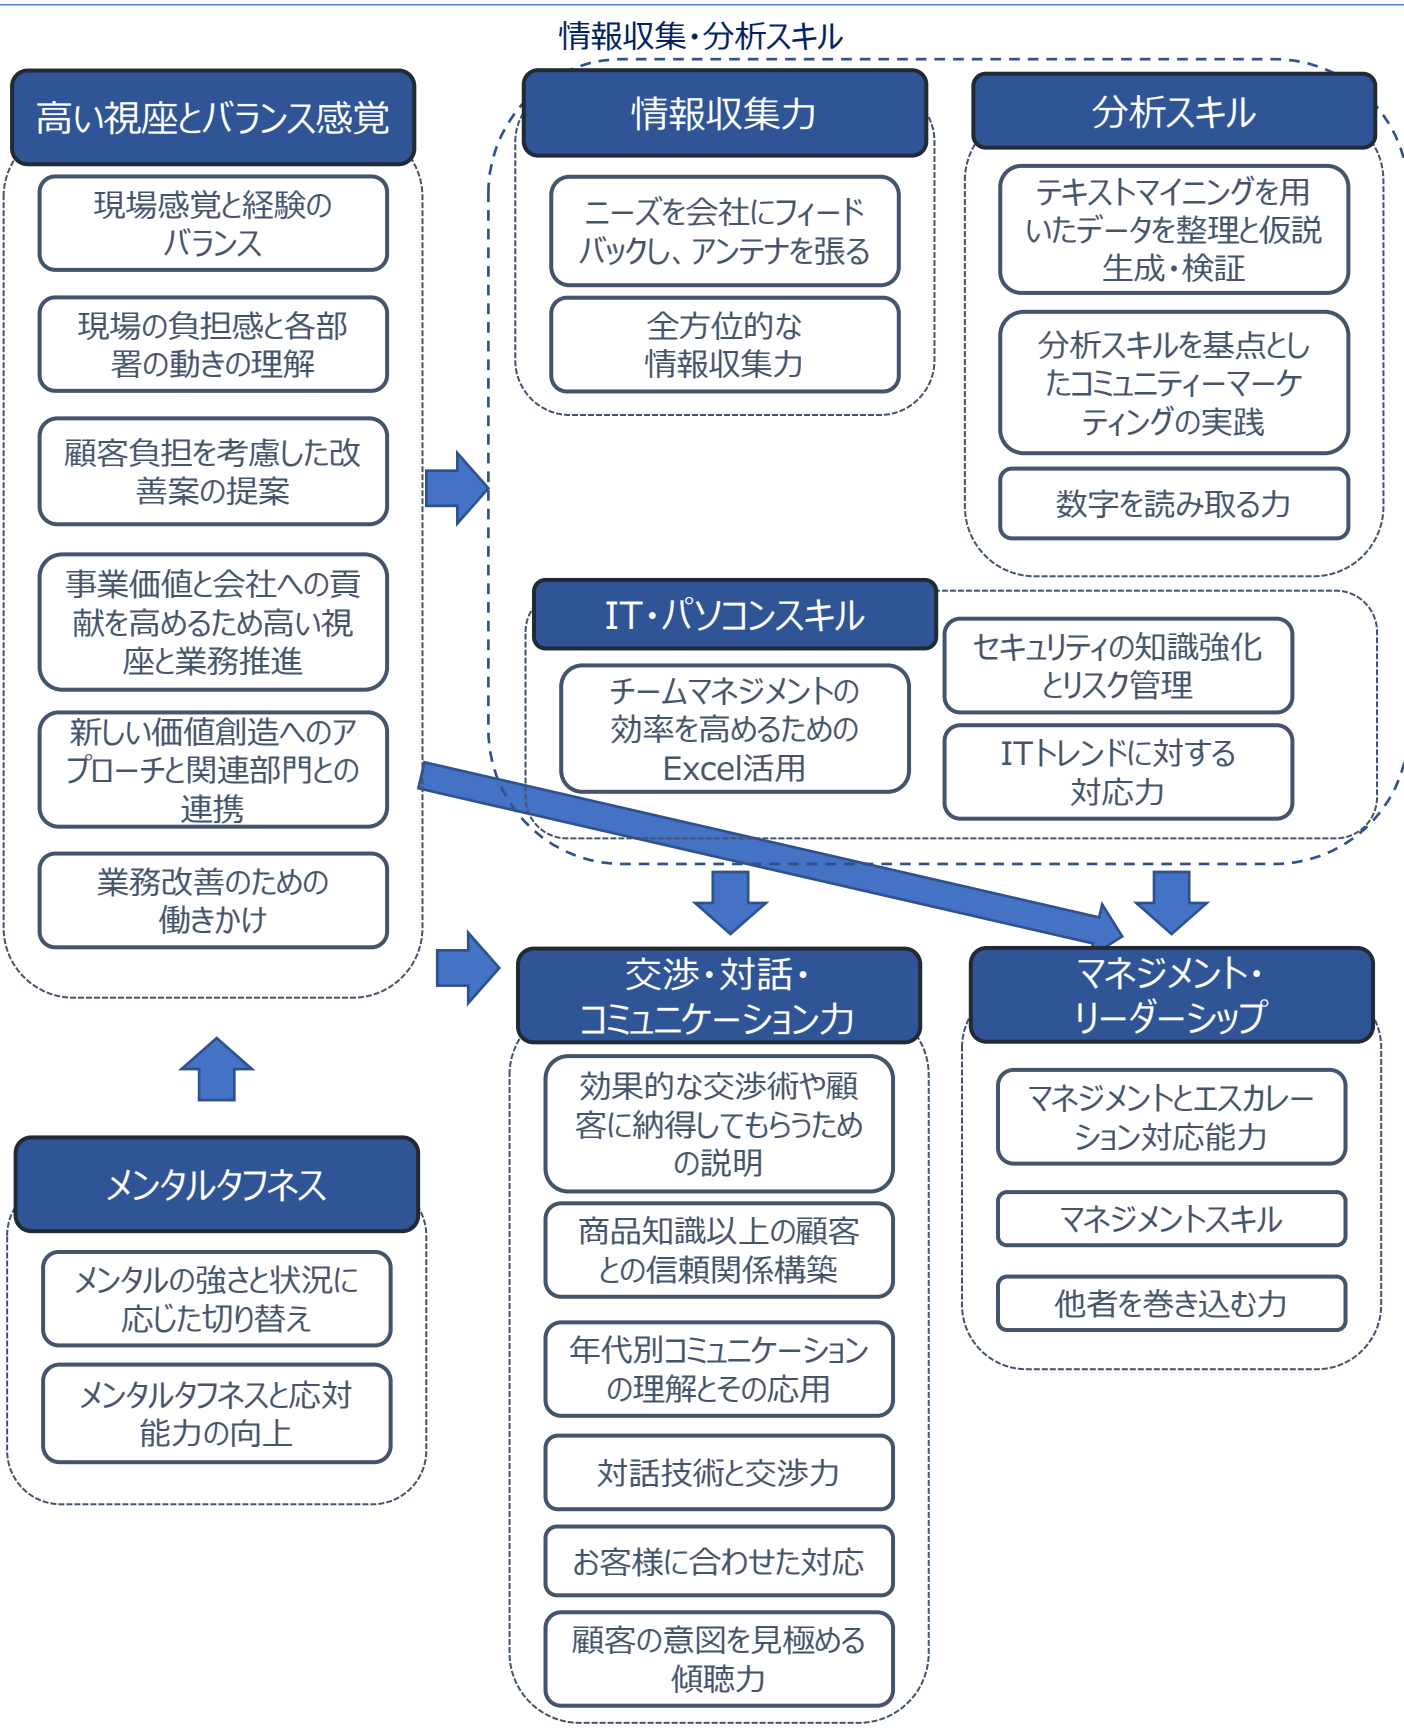 情報収集・分析スキル
高い視座とバランス感覚
現場感覚と経験の
バランス
現場の負担感と各部
署の動きの理解
顧客負担を考慮した改
善案の提案
事業価値と会社への貢
献を高めるため高い視
座と業務推進
新しい価値創造へのア
プローチと関連部門との
連携
業務改善のための
働きかけ
情報収集力
ニーズを会社にフィード
バックし、アンテナを張る
全方位的な
情報収集力
分析スキル
テキストマイニングを用
いたデータを整理と仮説
生成・検証
分析スキルを基点とし
たコミュニティーマーケ
ティングの実践
数字を読み取る力
IT・パソコンスキル
チームマネジメントの
効率を高めるための
Excel活用
セキュリティの知識強化
とリスク管理
ITトレンドに対する
対応力
メンタルタフネス
メンタルの強さと状況に
応じた切り替え
メンタルタフネスと応対
能力の向上
交渉・対話・
コミュニケーション力
効果的な交渉術や顧
客に納得してもらうため
の説明
商品知識以上の顧客
との信頼関係構築
年代別コミュニケーション
の理解とその応用
対話技術と交渉力
お客様に合わせた対応
顧客の意図を見極める
傾聴力
マネジメント・
リーダーシップ
マネジメントとエスカレー
ション対応能力
マネジメントスキル
他者を巻き込む力